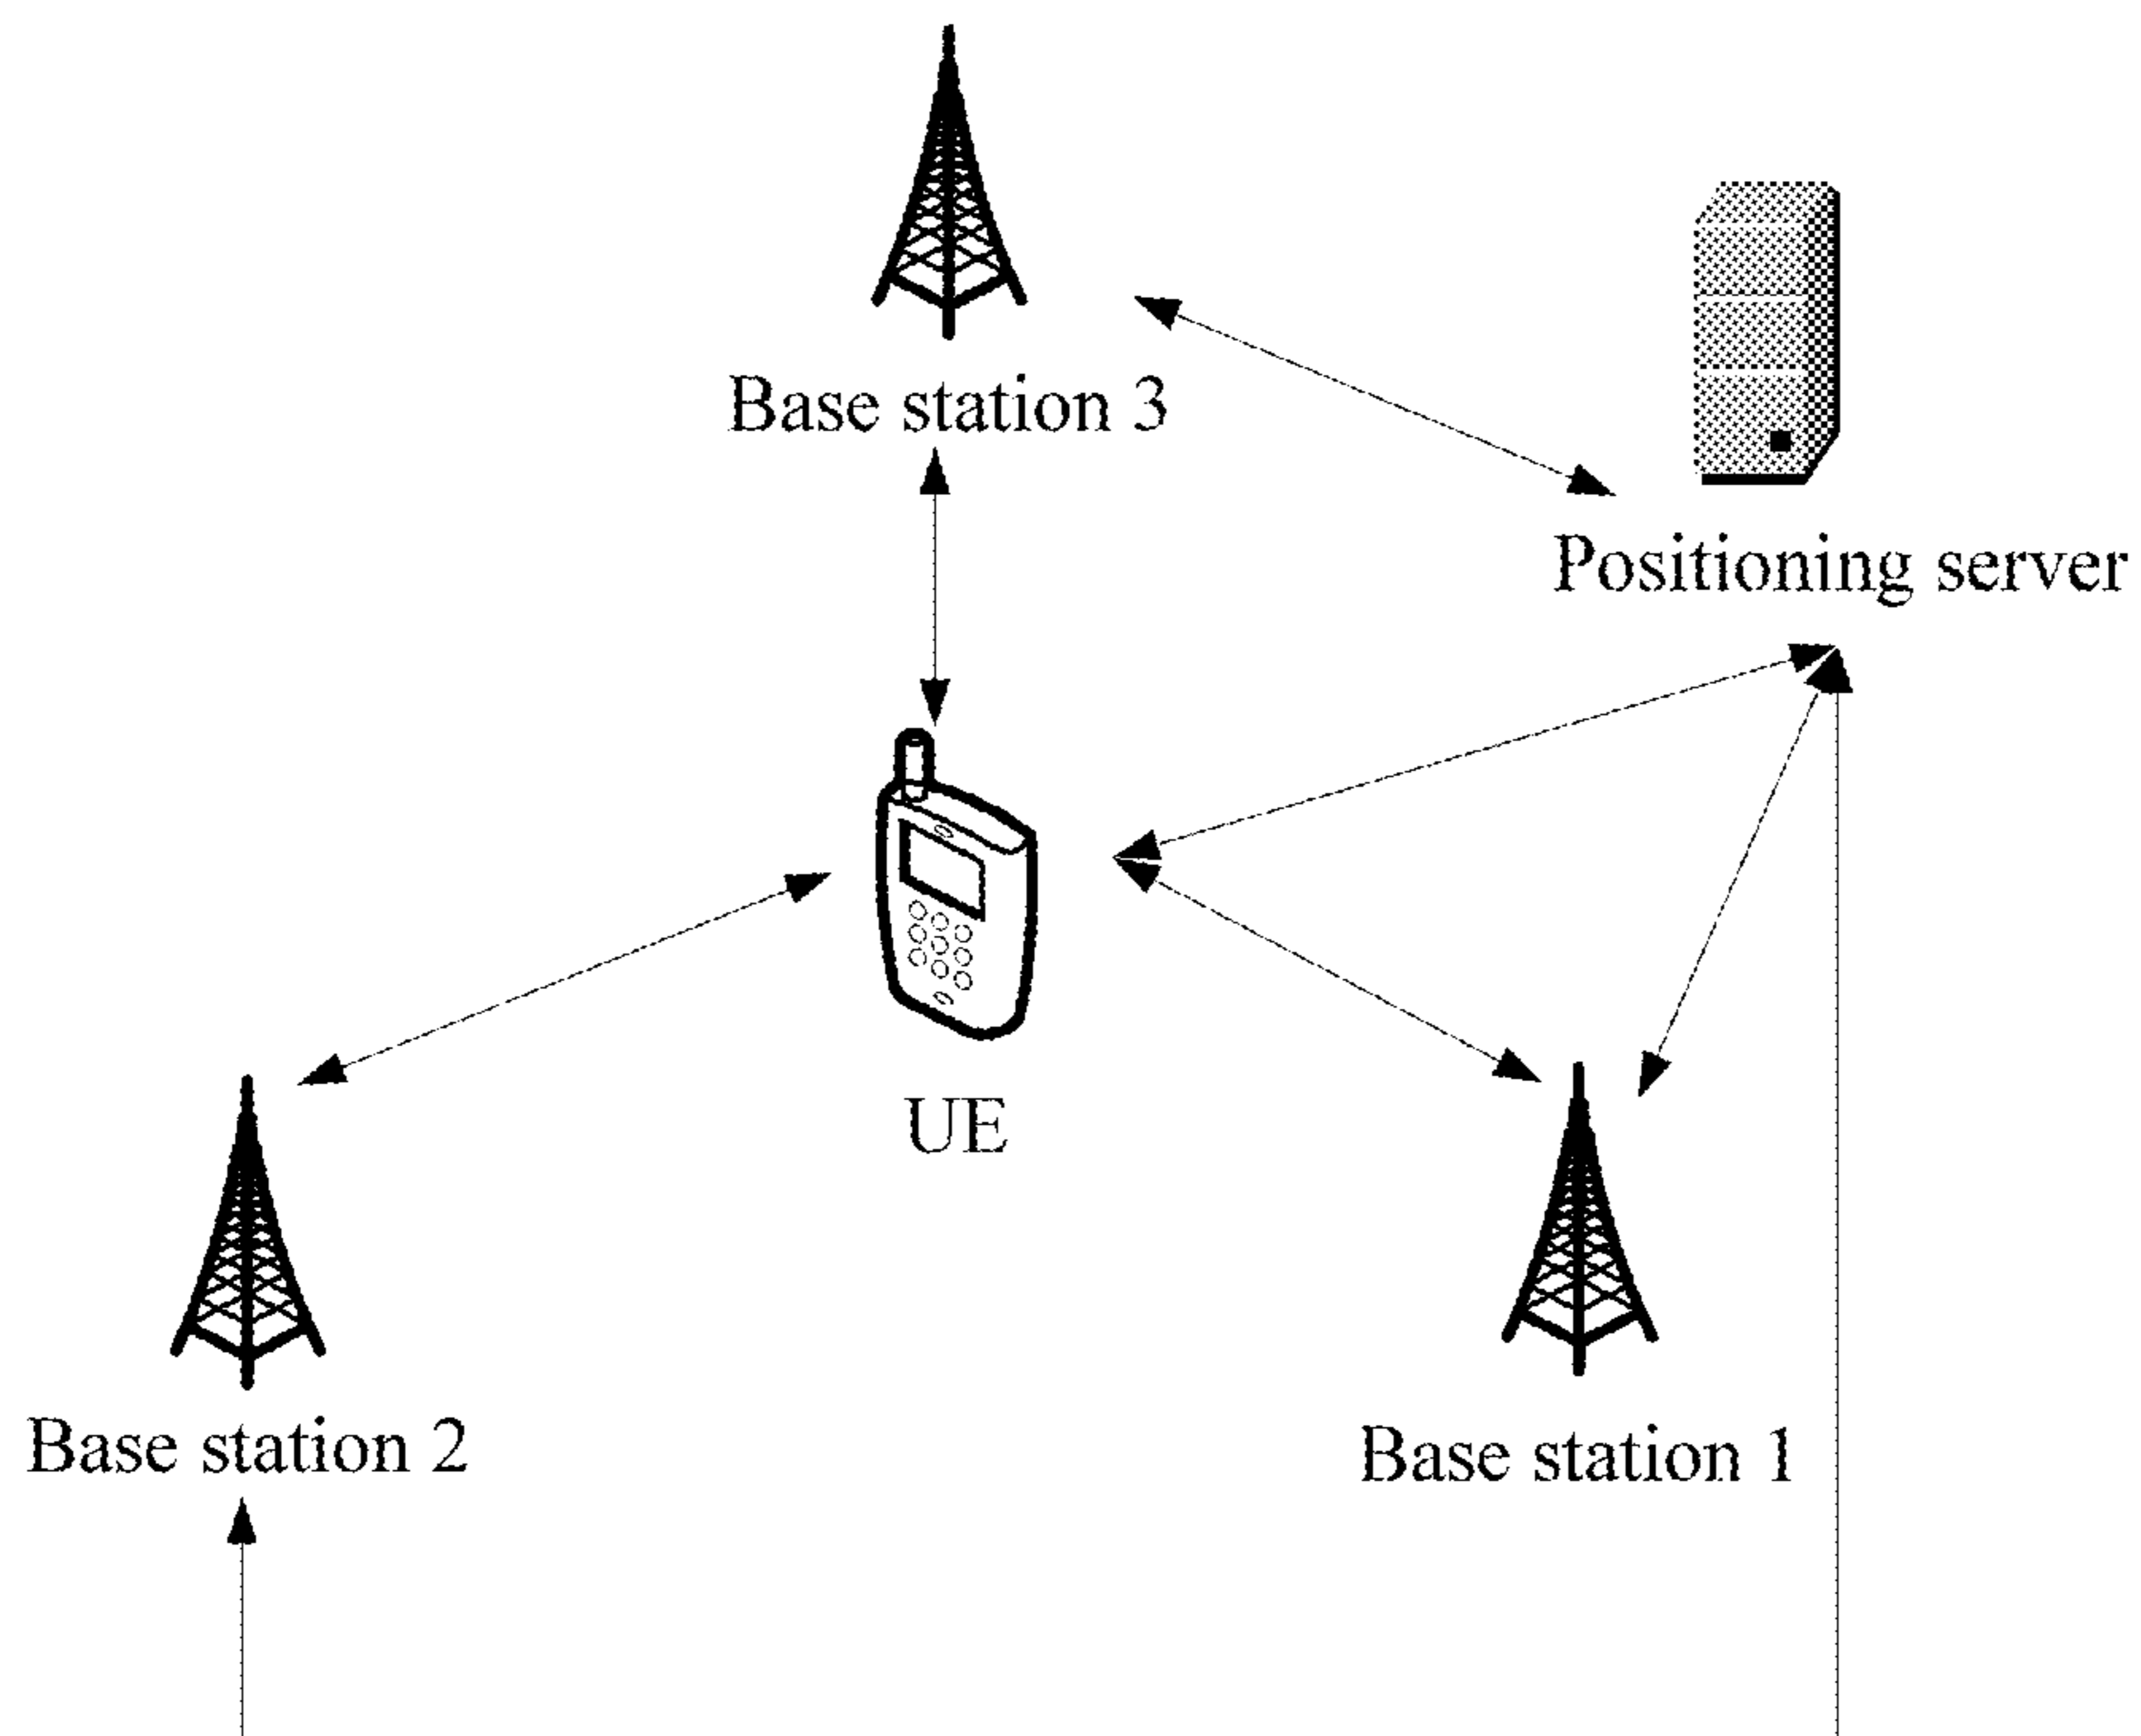 Base station 3
Positioning server
UE
Base station 2
Base station 1